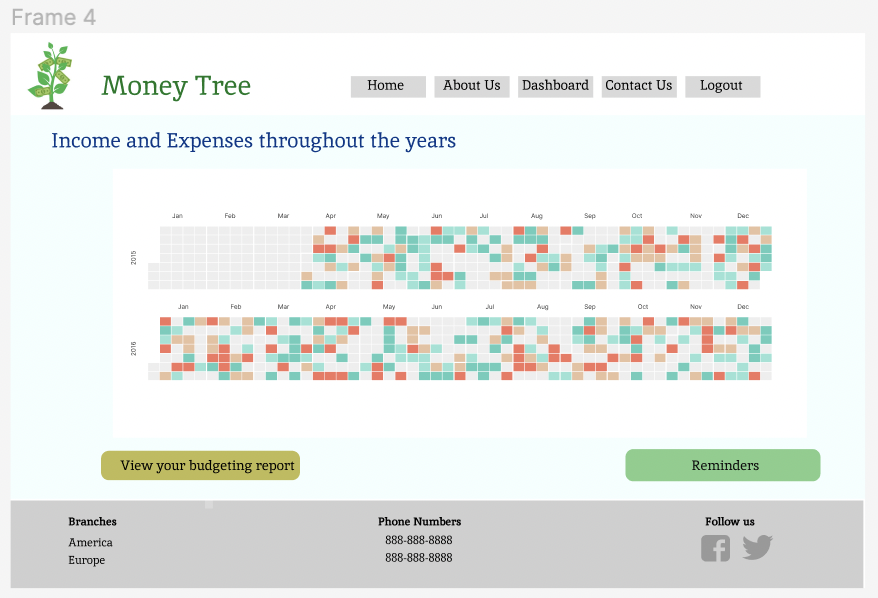 Frame 4
Money Tree
Home
About Us
Dashboard
Contact Us
Logout
Income and Expenses throughout the years
Jan Feb Mar Apr May Jun Jul Aug Sep Oct Nov Dec
2015
Jan Feb Mar Apr May Jun Jul Aug Sep Oct Nov Dec
2016
View your budgeting report
Reminders
Branches
America
Europe
Phone Numbers
888-888-8888
888-888-8888
Follow us